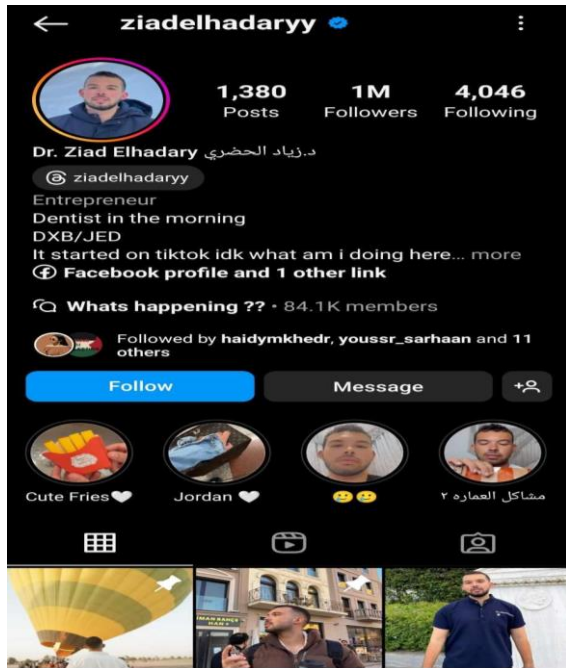 ziadelhadaryy
1,380 1M 4,046
Posts Followers Following
Dr. Ziad Elhadary د.زياد الحضري
ziadelhadaryy
Entrepreneur
Dentist in the morning
DXB/JED
It started on tiktok idk what am i doing here... more
Facebook profile and 1 other link
Whats happening ?? • 84.1K members
Followed by haidymkhedr, youssr_sarhaan and 11
others
Follow Message
Cute Fries🤍 Jordan 🤍 🥲🥲 مشاكل العماره ٢